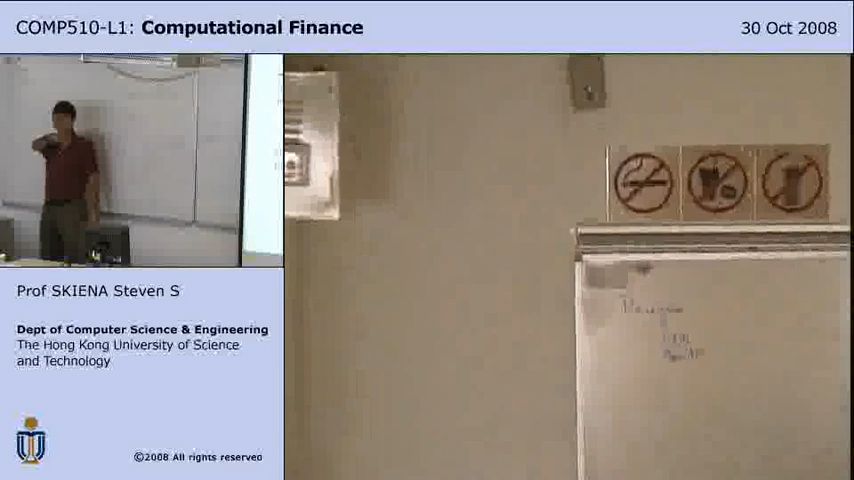 COMP510-L1: Computational Finance
30 Oct 2008
Prof SKIENA Steven S
Dept of Computer Science & Engineering
The Hong Kong University of Science
and Technology
©2008 All rights reserved